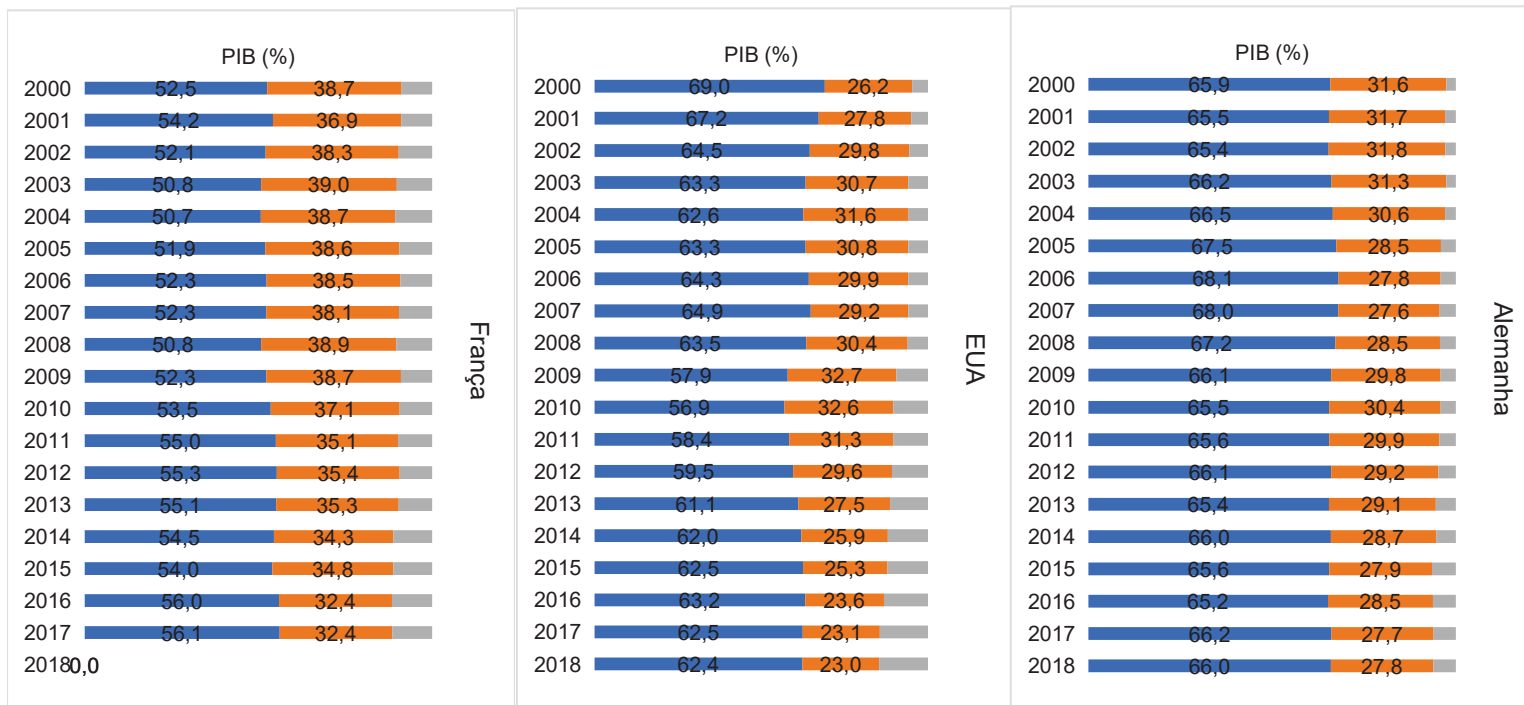 PIB (%)
2000 52,5 38,7
2001 54,2 36,9
2002 52,1 38,3
2003 50,8 39,0
2004 50,7 38,7
2005 51,9 38,6
2006 52,3 38,5
2007 52,3 38,1
2008 50,8 38,9
2009 52,3 38,7
2010 53,5 37,1
2011 55,0 35,1
2012 55,3 35,4
2013 55,1 35,3
2014 54,5 34,3
2015 54,0 34,8
2016 56,0 32,4
2017 56,1 32,4
2018 0,0
França
PIB (%)
2000 69,0 26,2
2001 67,2 27,8
2002 64,5 29,8
2003 63,3 30,7
2004 62,6 31,6
2005 63,3 30,8
2006 64,3 29,9
2007 64,9 29,2
2008 63,5 30,4
2009 57,9 32,7
2010 56,9 32,6
2011 58,4 31,3
2012 59,5 29,6
2013 61,1 27,5
2014 62,0 25,9
2015 62,5 25,3
2016 63,2 23,6
2017 62,5 23,1
2018 62,4 23,0
EUA
PIB (%)
2000 65,9 31,6
2001 65,5 31,7
2002 65,4 31,8
2003 66,2 31,3
2004 66,5 30,6
2005 67,5 28,5
2006 68,1 27,8
2007 68,0 27,6
2008 67,2 28,5
2009 66,1 29,8
2010 65,5 30,4
2011 65,6 29,9
2012 66,1 29,2
2013 65,4 29,1
2014 66,0 28,7
2015 65,6 27,9
2016 65,2 28,5
2017 66,2 27,7
2018 66,0 27,8
Alemanha